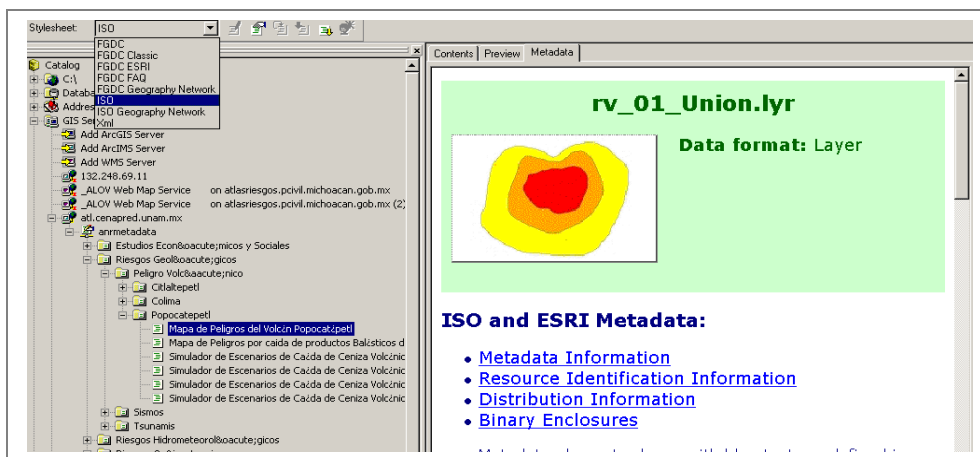 Stylesheet: ISO
FGDC
FGDC Classic
FGDC ESRI
FGDC FAQ
FGDC Geography Network
ISO
ISO Geography Network
Xml
Catalog
C:\
GIS
Add ArcGIS Server
Add ArcIMS Server
Add WMS Server
132.248.69.11
_ALOV Web Map Service on atlasriesgos.pcivil.michoacan.gob.mx
_ALOV Web Map Service on atlasriesgos.pcivil.michoacan.gob.mx (2)
atl.cenapred.unam.mx
anrmetadata
Estudios Econ&oacute;micos y Sociales
Riesgos Geol&oacute;gicos
Peligro Volc&aacute;nico
Citlaltepetl
Colima
Popocatepetl
Mapa de Peligros del Volcán Popocatépetl
Mapa de Peligros por caida de productos Balísticos d
Simulador de Escenarios de Caída de Ceniza Volcánic
Simulador de Escenarios de Caída de Ceniza Volcánic
Simulador de Escenarios de Caída de Ceniza Volcánic
Simulador de Escenarios de Caída de Ceniza Volcánic
Sismos
Tsunamis
Riesgos Hidrometeorol&oacute;gicos
Contents Preview Metadata
rv_01_Union.lyr
Data format: Layer
ISO and ESRI Metadata:
• Metadata Information
• Resource Identification Information
• Distribution Information
• Binary Enclosures